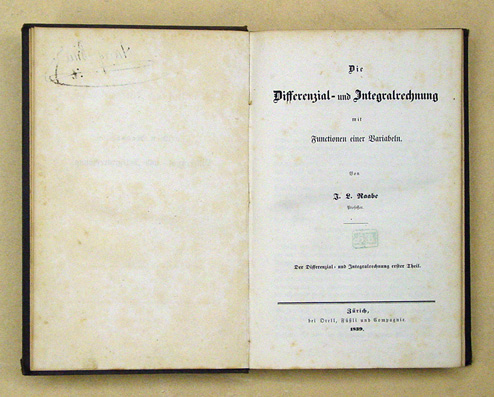 Die
Differenzial- und Integralrechnung
mit
Functionen einer Variabeln.
Von
J. L. Raabe
Der Differenzial- und Integralrechnung erster Theil.
Zürich,
bei Orell, Füßli und Compagnie
1839.